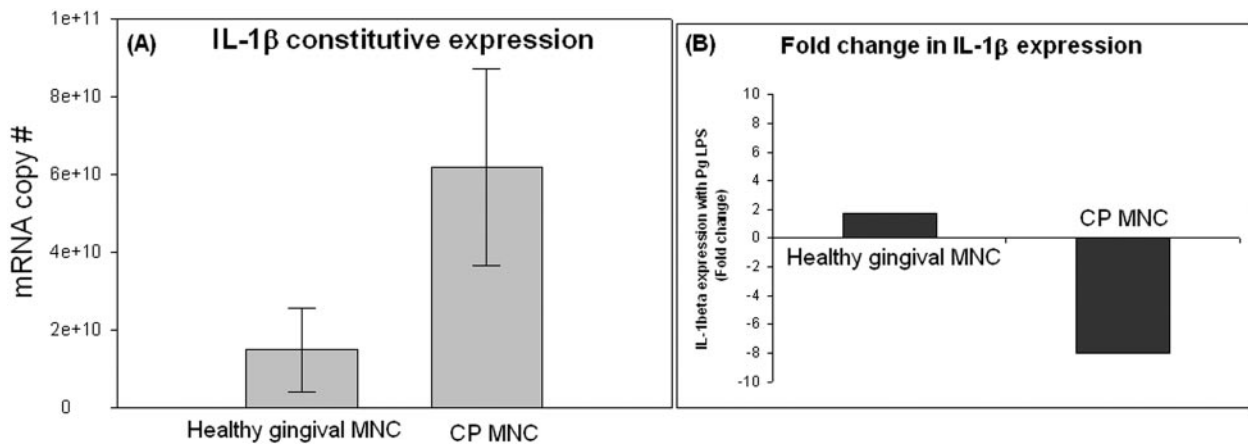 (A)
IL-1β constitutive expression
mRNA copy #
1e+11
8e+10
6e+10
4e+10
2e+10
0
Healthy gingival MNC
CP MNC
(B)
Fold change in IL-1β expression
IL-1beta expression with Pg LPS
(Fold change)
10
8
6
4
2
0
-2
-4
-6
-8
-10
Healthy gingival MNC
CP MNC